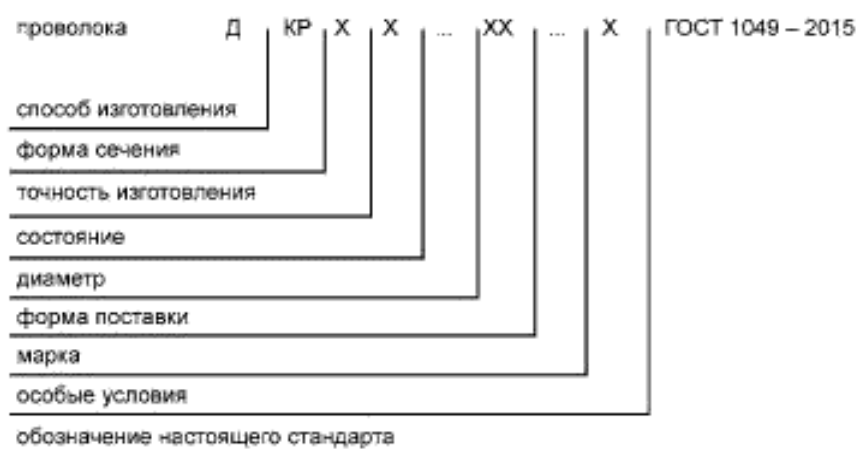 проволока Д КР Х Х ... ХХ ... Х ГОСТ 1049 – 2015
способ изготовления
форма сечения
точность изготовления
состояние
диаметр
форма поставки
марка
особые условия
обозначение настоящего стандарта